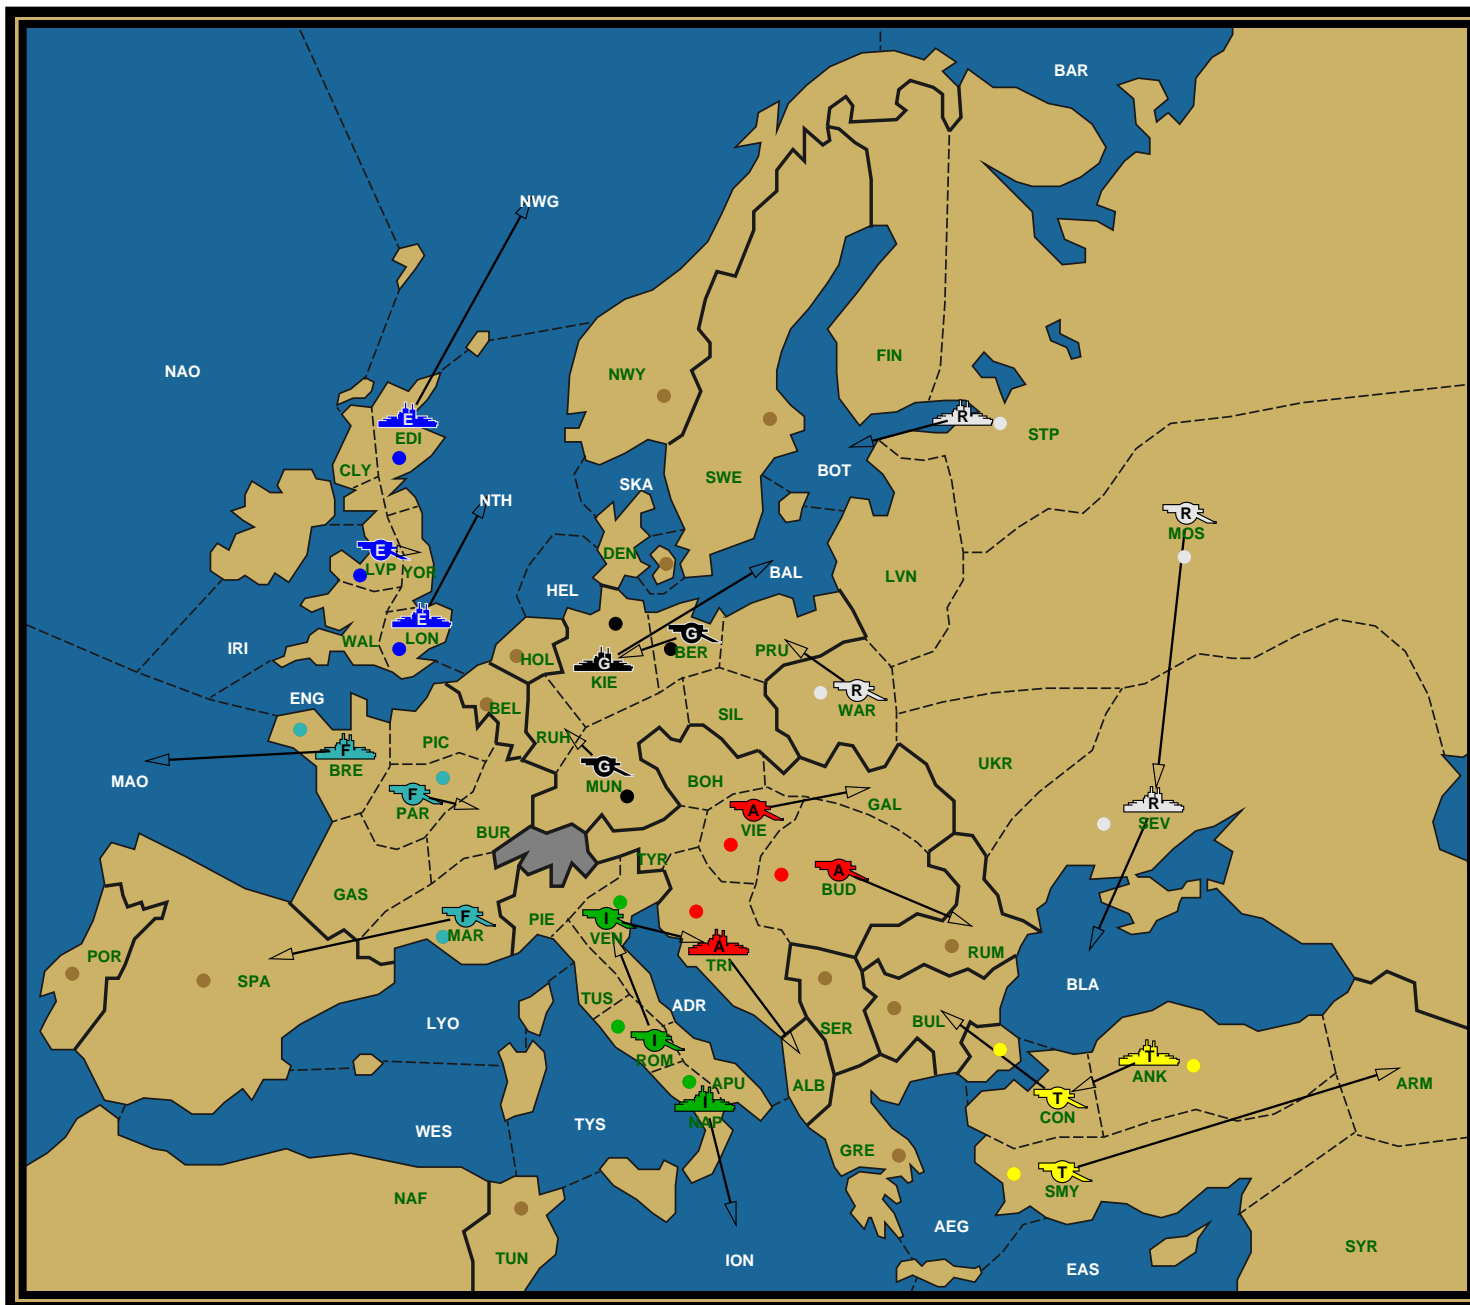 BAR
NWG
NAO
FIN
NWY
E
EDI
R
STP
CLY
SWE
SKA
BOT
NTH
R
MOS
E
LVP
YOR
DEN
BAL
HEL
LVN
E
LON
WAL
IRI
G
BER
PRU
HOL
G
KIE
R
WAR
ENG
BEL
SIL
PIC
RUH
F
BRE
UKR
MAO
G
MUN
BOH
F
PAR
A
VIE
GAL
R
SEV
BUR
TYR
A
BUD
GAS
F
MAR
PIE
I
VEN
A
TRI
RUM
POR
SPA
BLA
TUS
ADR
LYO
SER
BUL
I
ROM
T
ANK
APU
ALB
ARM
I
NAP
T
CON
WES
TYS
GRE
T
SMY
NAF
AEG
SYR
TUN
ION
EAS